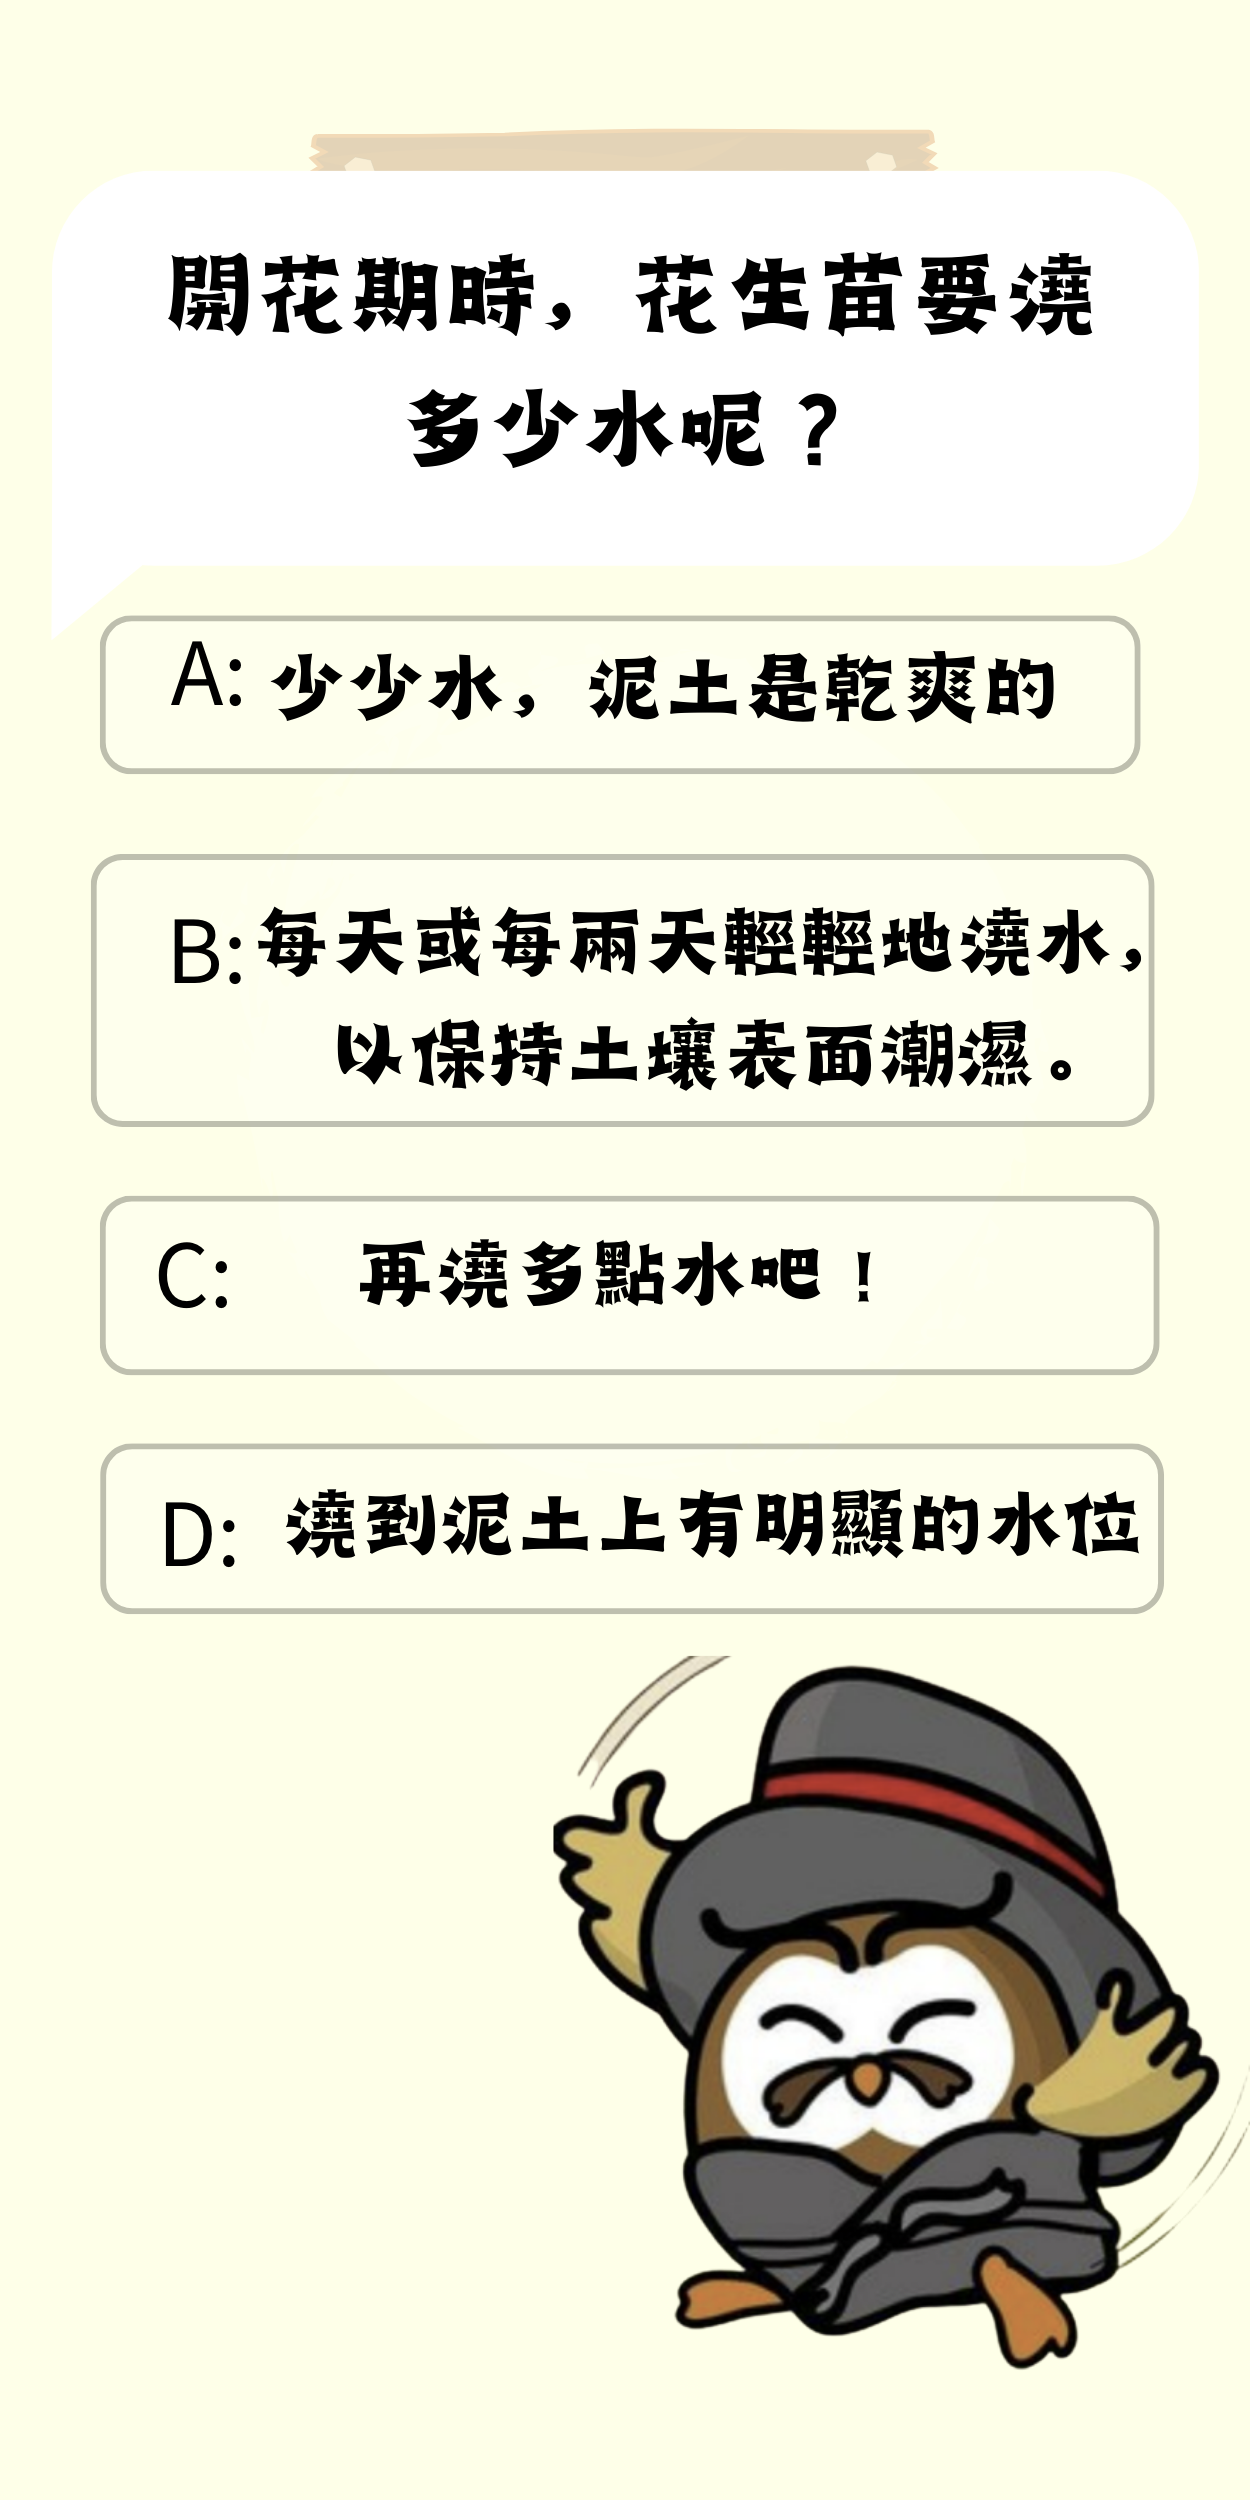 開花期時，花生苗要澆
多少水呢？
A: 少少水，泥土是乾爽的
B: 每天或每兩天輕輕地澆水，
以保持土壤表面潮濕。
C: 再澆多點水吧！
D: 澆到泥土上有明顯的水位